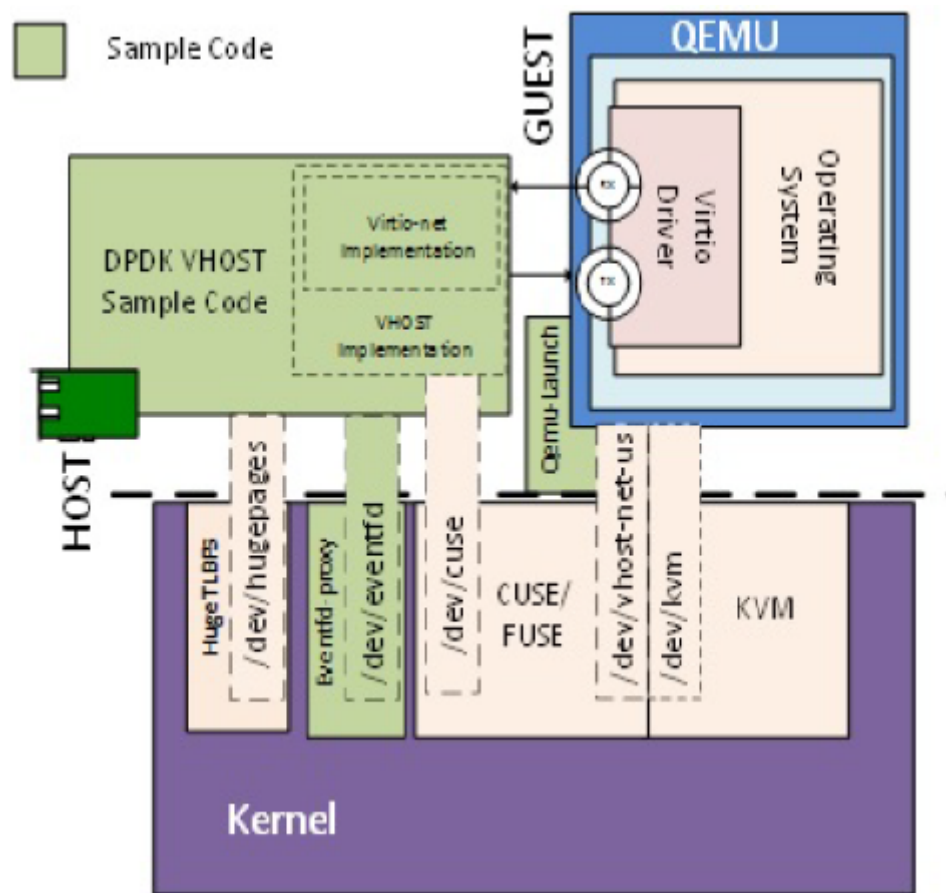 Sample Code
QEMU
GUEST
Operating
System
Virtio
Driver
Virtio-net
Implementation
DPDK VHOST
Sample Code
VHOST
Implementation
Qemu-Launch
HOST
HugeTLBFS
/dev/hugepages
Eventfd-proxy
/dev/eventfd
/dev/cuse
CUSE/
FUSE
/dev/vhost-net-us
/dev/kvm
KVM
Kernel